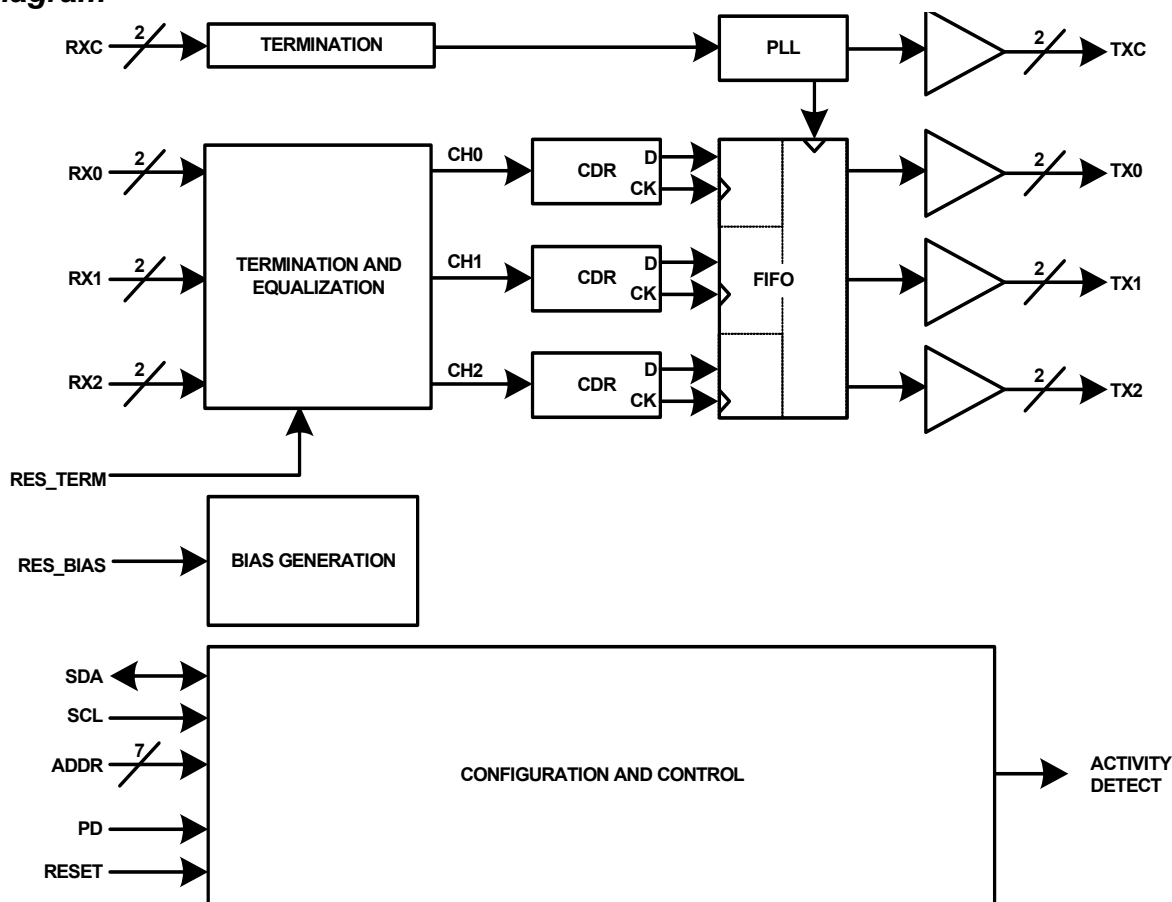 RXC 2 TERMINATION PLL 2 TXC
RX0 2 CH0 CDR D CK 2 TX0
RX1 2 TERMINATION AND EQUALIZATION CH1 CDR D CK FIFO 2 TX1
RX2 2 CH2 CDR D CK 2 TX2
RES_TERM
RES_BIAS BIAS GENERATION
SDA
SCL
ADDR 7 CONFIGURATION AND CONTROL ACTIVITY DETECT
PD
RESET